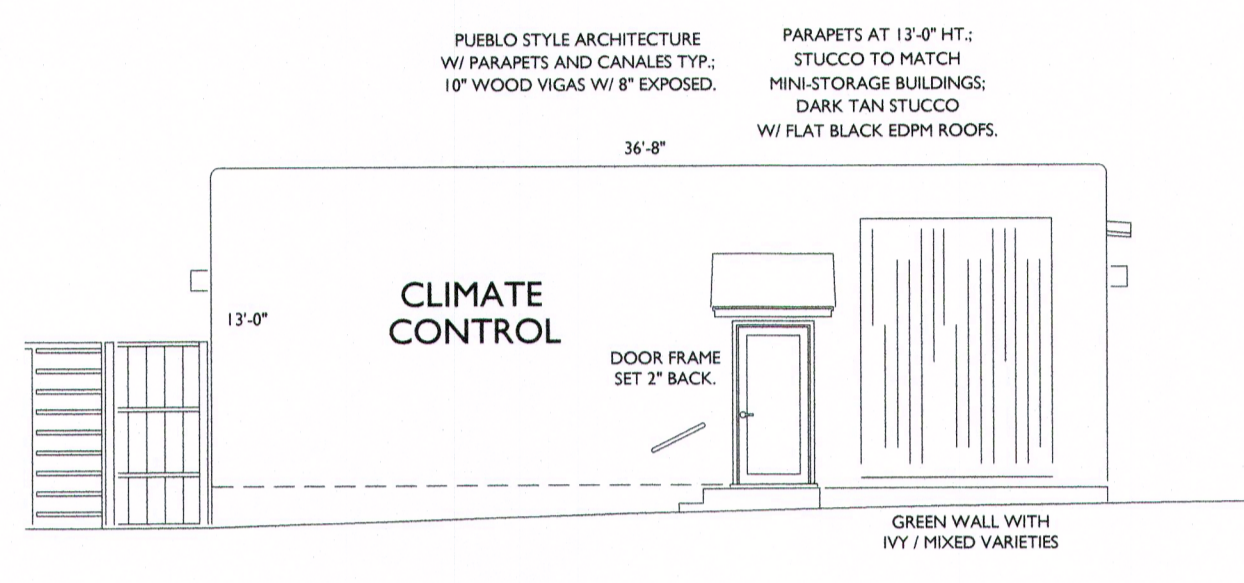 PUEBLO STYLE ARCHITECTURE
W/ PARAPETS AND CANALES TYP.;
10" WOOD VIGAS W/ 8" EXPOSED.
PARAPETS AT 13'-0" HT.;
STUCCO TO MATCH
MINI-STORAGE BUILDINGS;
DARK TAN STUCCO
W/ FLAT BLACK EDPM ROOFS.
36'-8"
CLIMATE
CONTROL
13'-0"
DOOR FRAME
SET 2" BACK.
GREEN WALL WITH
IVY / MIXED VARIETIES